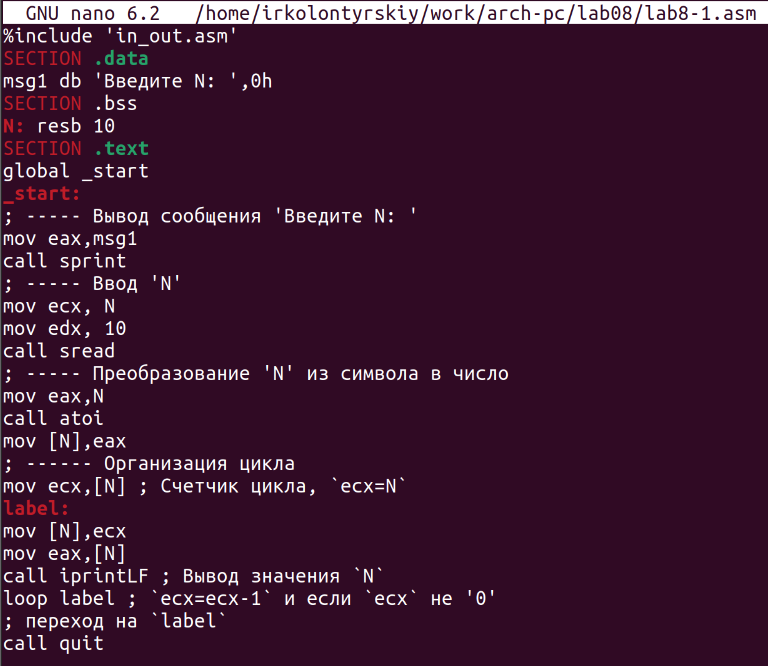 GNU nano 6.2 /home/irkolontyrskiy/work/arch-pc/lab08/lab8-1.asm
%include 'in_out.asm'
SECTION .data
msg1 db 'Введите N: ',0h
SECTION .bss
N: resb 10
SECTION .text
global _start
_start:
; ----- Вывод сообщения 'Введите N: '
mov eax,msg1
call sprint
; ----- Ввод 'N'
mov ecx, N
mov edx, 10
call sread
; ----- Преобразование 'N' из символа в число
mov eax,N
call atoi
mov [N],eax
; ------ Организация цикла
mov ecx,[N] ; Счетчик цикла, `ecx=N`
label:
mov [N],ecx
mov eax,[N]
call iprintLF ; Вывод значения `N`
loop label ; `ecx=ecx-1` и если `ecx` не '0'
; переход на `label`
call quit